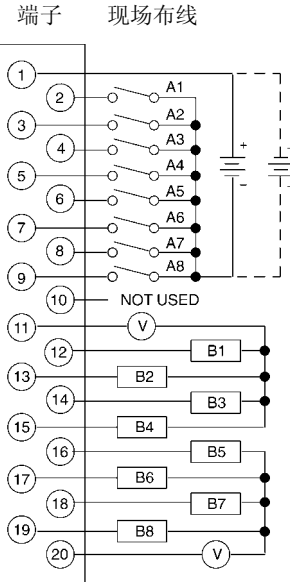 端子 现场布线
1
2 A1
3 A2
4 A3
5 A4
6 A5
7 A6
8 A7
9 A8
+ +
- -
10 NOT USED
11 V
12 B1
13 B2
14 B3
15 B4
16 B5
17 B6
18 B7
19 B8
20 V